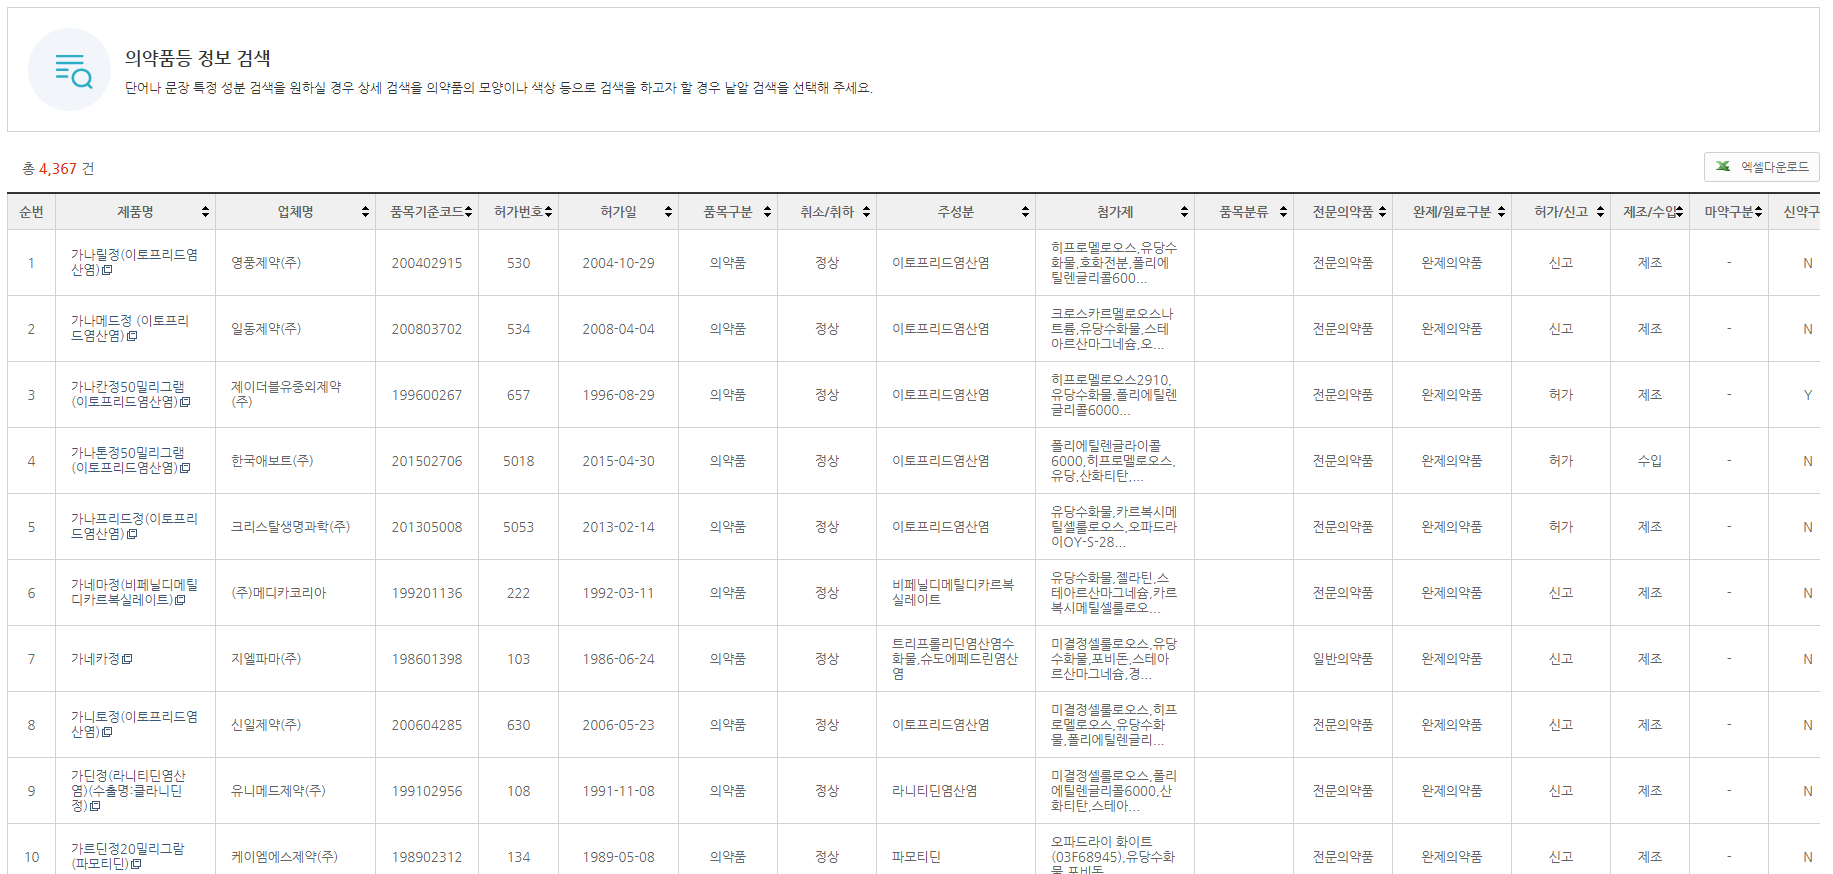 의약품등 정보 검색
단어나 문장 특정 성분 검색을 원하실 경우 상세 검색을 의약품의 모양이나 색상 등으로 검색을 하고자 할 경우 낱알 검색을 선택해 주세요.
총 4,367 건
엑셀다운로드
순번 제품명 업체명 품목기준코드 허가번호 허가일 품목구분 취소/취하 주성분 첨가제 품목분류 전문의약품 완제/원료구분 허가/신고 제조/수입 마약구분 신약구
1 가나릴정(이토프리드염
산염) 영풍제약(주) 200402915 530 2004-10-29 의약품 정상 이토프리드염산염 히프로멜로오스,유당수
화물,호화전분,폴리에
틸렌글리콜600... 전문의약품 완제의약품 신고 제조 - N
2 가나메드정 (이토프리
드염산염) 일동제약(주) 200803702 534 2008-04-04 의약품 정상 이토프리드염산염 크로스카르멜로오스나
트륨,유당수화물,스테
아르산마그네슘,오... 전문의약품 완제의약품 신고 제조 - N
3 가나칸정50밀리그램
(이토프리드염산염) 제이더블유중외제약
(주) 199600267 657 1996-08-29 의약품 정상 이토프리드염산염 히프로멜로오스2910,
유당수화물,폴리에틸렌
글리콜6000... 전문의약품 완제의약품 허가 제조 - Y
4 가나톤정50밀리그램
(이토프리드염산염) 한국애보트(주) 201502706 5018 2015-04-30 의약품 정상 이토프리드염산염 폴리에틸렌글라이콜
6000,히프로멜로오스,
유당,산화티탄,... 전문의약품 완제의약품 허가 수입 - N
5 가나프리드정(이토프리
드염산염) 크리스탈생명과학(주) 201305008 5053 2013-02-14 의약품 정상 이토프리드염산염 유당수화물,카르복시메
틸셀룰로오스,오파드라
이OY-S-28... 전문의약품 완제의약품 허가 제조 - N
6 가네마정(비페닐디메틸
디카르복실레이트) (주)메디카코리아 199201136 222 1992-03-11 의약품 정상 비페닐디메틸디카르복
실레이트 유당수화물,젤라틴,스
테아르산마그네슘,카르
복시메틸셀룰로오... 전문의약품 완제의약품 신고 제조 - N
7 가네카정 지엘파마(주) 198601398 103 1986-06-24 의약품 정상 트리프롤리딘염산염수
화물,슈도에페드린염산
염 미결정셀룰로오스,유당
수화물,포비돈,스테아
르산마그네슘,경... 일반의약품 완제의약품 신고 제조 - N
8 가니토정(이토프리드염
산염) 신일제약(주) 200604285 630 2006-05-23 의약품 정상 이토프리드염산염 미결정셀룰로오스,히프
로멜로오스,유당수화
물,폴리에틸렌글리... 전문의약품 완제의약품 신고 제조 - N
9 가딘정(라니티딘염산
염)(수출명:클라니딘
정) 유니메드제약(주) 199102956 108 1991-11-08 의약품 정상 라니티딘염산염 미결정셀룰로오스,폴리
에틸렌글리콜6000,산
화티탄,스테아... 전문의약품 완제의약품 신고 제조 - N
10 가르딘정20밀리그람
(파모티딘) 케이엠에스제약(주) 198902312 134 1989-05-08 의약품 정상 파모티딘 오파드라이 화이트
(03F68945),유당수화
물,포비돈 전문의약품 완제의약품 신고 제조 - N